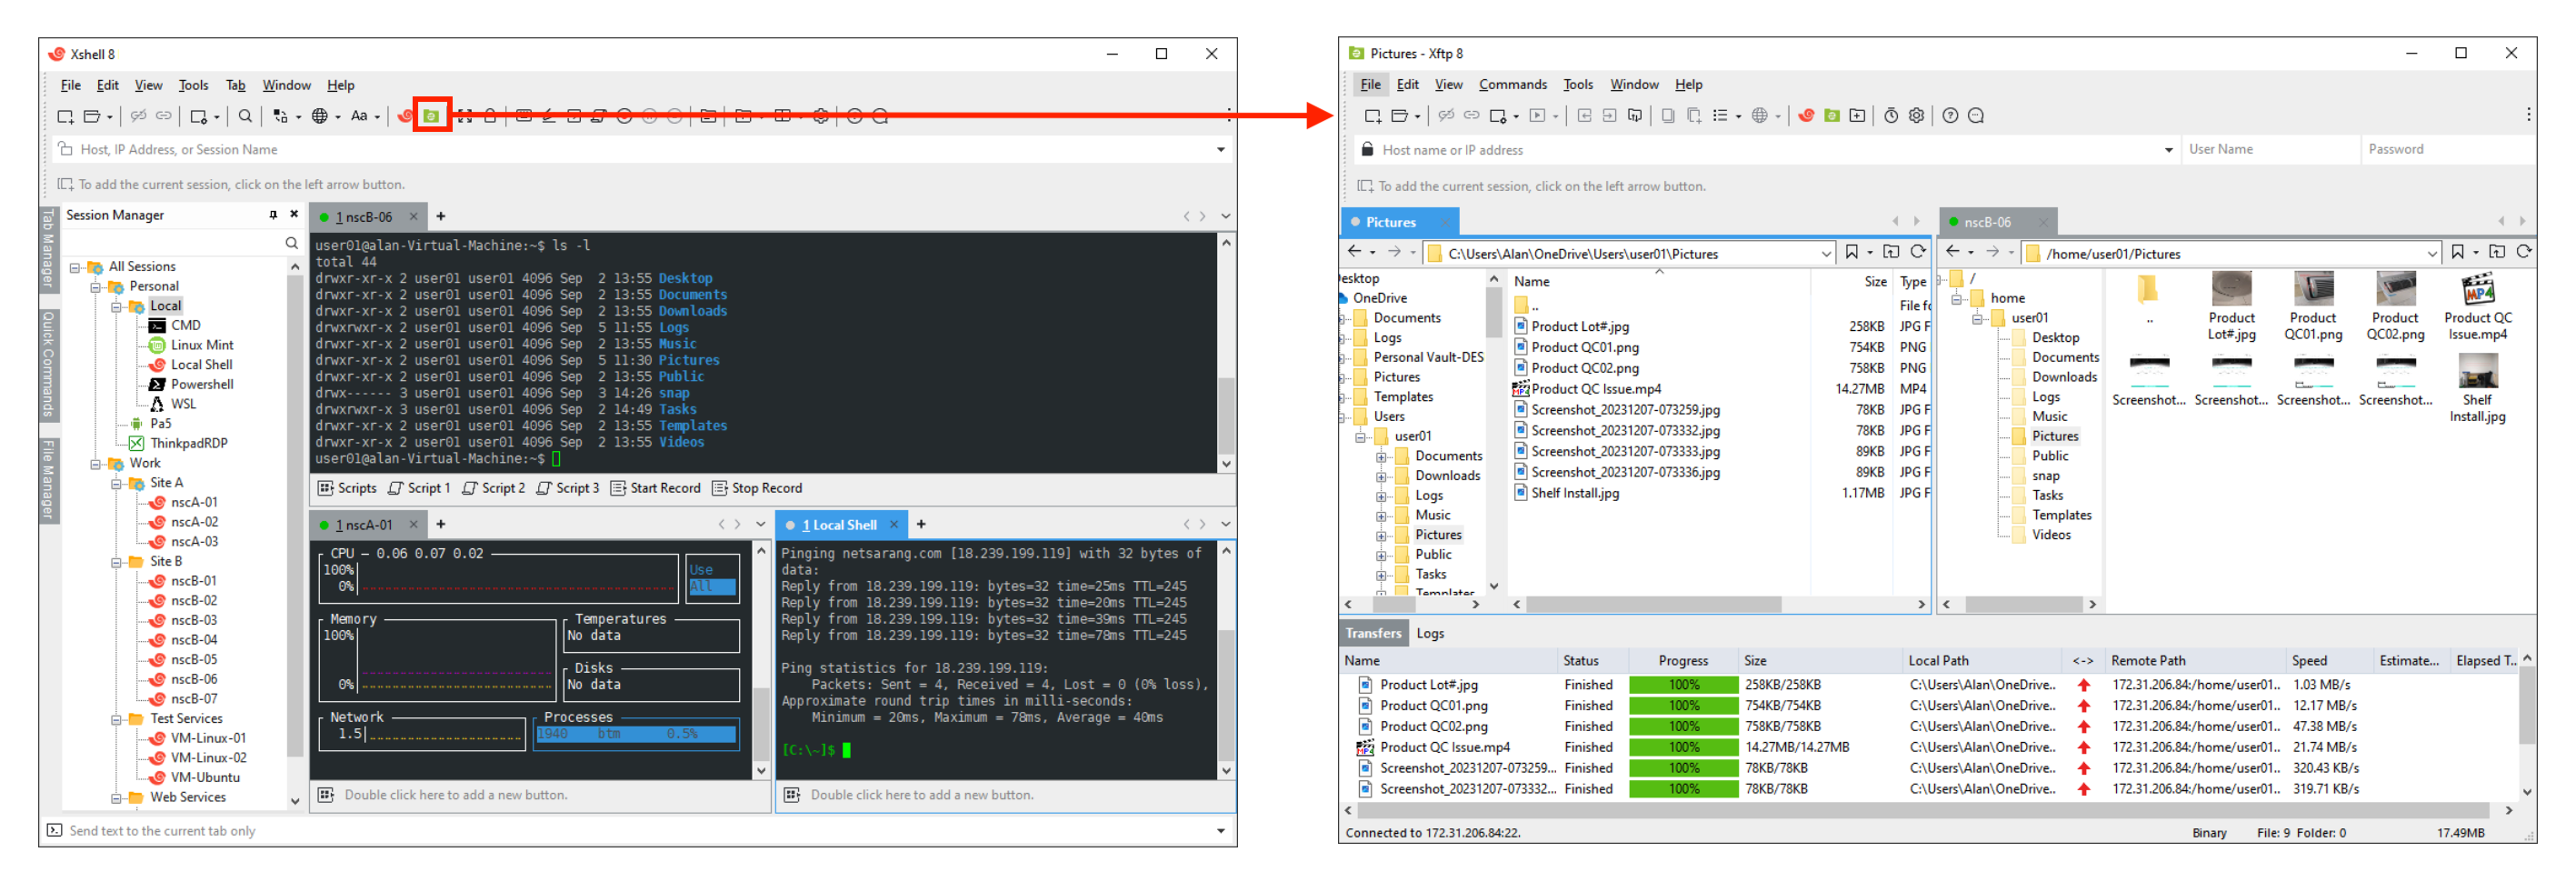 Xshell 8
File Edit View Tools Tab Window Help
Aa
Host, IP Address, or Session Name
To add the current session, click on the left arrow button.
Tab Manager
Quick Commands
File Manager
Session Manager
All Sessions
Personal
Local
CMD
Linux Mint
Local Shell
Powershell
WSL
Pa5
ThinkpadRDP
Work
Site A
nscA-01
nscA-02
nscA-03
Site B
nscB-01
nscB-02
nscB-03
nscB-04
nscB-05
nscB-06
nscB-07
Test Services
VM-Linux-01
VM-Linux-02
VM-Ubuntu
Web Services
1 nscB-06
user01@alan-Virtual-Machine:~$ ls -l
total 44
drwxr-xr-x 2 user01 user01 4096 Sep 2 13:55 Desktop
drwxr-xr-x 2 user01 user01 4096 Sep 2 13:55 Documents
drwxr-xr-x 2 user01 user01 4096 Sep 2 13:55 Downloads
drwxrwxr-x 2 user01 user01 4096 Sep 5 11:55 Logs
drwxr-xr-x 2 user01 user01 4096 Sep 2 13:55 Music
drwxr-xr-x 2 user01 user01 4096 Sep 5 11:30 Pictures
drwxr-xr-x 2 user01 user01 4096 Sep 2 13:55 Public
drwx------ 3 user01 user01 4096 Sep 3 14:26 snap
drwxrwxr-x 3 user01 user01 4096 Sep 2 14:49 Tasks
drwxr-xr-x 2 user01 user01 4096 Sep 2 13:55 Templates
drwxr-xr-x 2 user01 user01 4096 Sep 2 13:55 Videos
user01@alan-Virtual-Machine:~$
Scripts Script 1 Script 2 Script 3 Start Record Stop Record
1 nscA-01
CPU – 0.06 0.07 0.02
100%
0%
Use
All
Memory
100%
0%
Temperatures
No data
Disks
No data
Network
1.5
Processes
1940 btm 0.5%
Double click here to add a new button.
1 Local Shell
Pinging netsarang.com [18.239.199.119] with 32 bytes of
data:
Reply from 18.239.199.119: bytes=32 time=25ms TTL=245
Reply from 18.239.199.119: bytes=32 time=20ms TTL=245
Reply from 18.239.199.119: bytes=32 time=39ms TTL=245
Reply from 18.239.199.119: bytes=32 time=78ms TTL=245
Ping statistics for 18.239.199.119:
Packets: Sent = 4, Received = 4, Lost = 0 (0% loss),
Approximate round trip times in milli-seconds:
Minimum = 20ms, Maximum = 78ms, Average = 40ms
[C:\~]$
Double click here to add a new button.
Send text to the current tab only
Pictures - Xftp 8
File Edit View Commands Tools Window Help
Host name or IP address User Name Password
To add the current session, click on the left arrow button.
Pictures
C:\Users\Alan\OneDrive\Users\user01\Pictures
esktop
OneDrive
Documents
Logs
Personal Vault-DES
Pictures
Templates
Users
user01
Documents
Downloads
Logs
Music
Pictures
Public
Tasks
Templates
Name Size Type
.. File fo
Product Lot#.jpg 258KB JPG F
Product QC01.png 754KB PNG
Product QC02.png 758KB PNG
Product QC Issue.mp4 14.27MB MP4
Screenshot_20231207-073259.jpg 78KB JPG F
Screenshot_20231207-073332.jpg 78KB JPG F
Screenshot_20231207-073333.jpg 89KB JPG F
Screenshot_20231207-073336.jpg 89KB JPG F
Shelf Install.jpg 1.17MB JPG F
nscB-06
/home/user01/Pictures
/
home
user01
Desktop
Documents
Downloads
Logs
Music
Pictures
Public
snap
Tasks
Templates
Videos
MP4
..
Product Lot#.jpg
Product QC01.png
Product QC02.png
Product QC Issue.mp4
Screenshot... Screenshot... Screenshot... Screenshot...
Shelf Install.jpg
Transfers Logs
Name Status Progress Size Local Path <-> Remote Path Speed Estimate... Elapsed T..
Product Lot#.jpg Finished 100% 258KB/258KB C:\Users\Alan\OneDrive.. 172.31.206.84:/home/user01.. 1.03 MB/s
Product QC01.png Finished 100% 754KB/754KB C:\Users\Alan\OneDrive.. 172.31.206.84:/home/user01.. 12.17 MB/s
Product QC02.png Finished 100% 758KB/758KB C:\Users\Alan\OneDrive.. 172.31.206.84:/home/user01.. 47.38 MB/s
Product QC Issue.mp4 Finished 100% 14.27MB/14.27MB C:\Users\Alan\OneDrive.. 172.31.206.84:/home/user01.. 21.74 MB/s
Screenshot_20231207-073259... Finished 100% 78KB/78KB C:\Users\Alan\OneDrive.. 172.31.206.84:/home/user01.. 320.43 KB/s
Screenshot_20231207-073332... Finished 100% 78KB/78KB C:\Users\Alan\OneDrive.. 172.31.206.84:/home/user01.. 319.71 KB/s
Connected to 172.31.206.84:22. Binary File: 9 Folder: 0 17.49MB